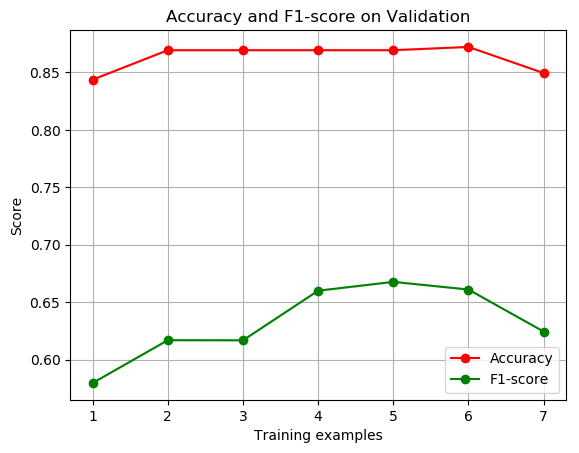 Accuracy and F1-score on Validation
Score
0.85
0.80
0.75
0.70
0.65
0.60
Accuracy
F1-score
1 2 3 4 5 6 7
Training examples